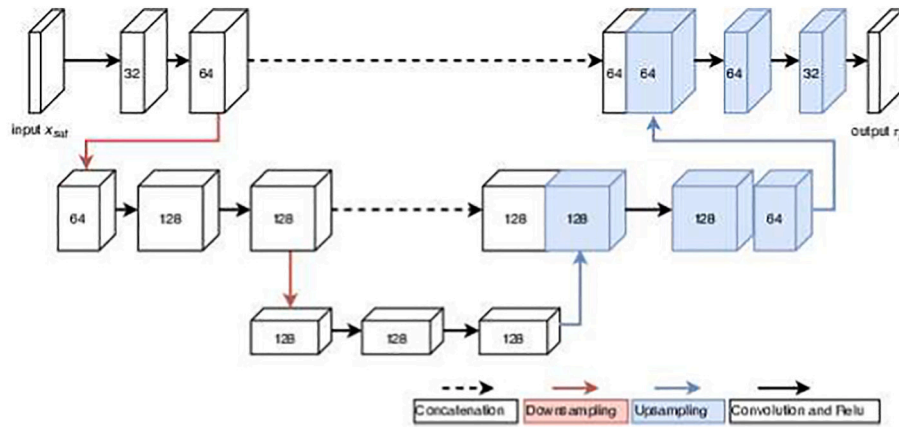 32
64
64
64
64
32
input x_sat
output r
64
128
128
128
128
128
64
128
128
128
Concatenation
Downsampling
Upsampling
Convolution and Relu